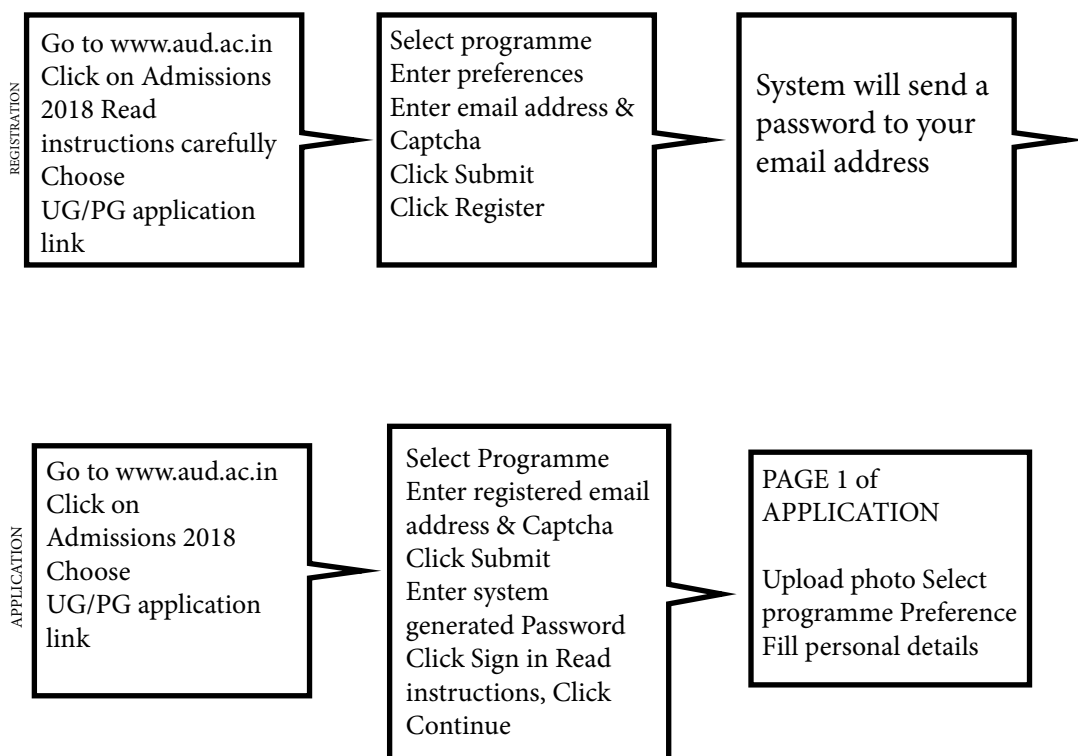 REGISTRATION
Go to www.aud.ac.in
Click on Admissions
2018 Read
instructions carefully
Choose
UG/PG application
link
Select programme
Enter preferences
Enter email address &
Captcha
Click Submit
Click Register
System will send a
password to your
email address
APPLICATION
Go to www.aud.ac.in
Click on
Admissions 2018
Choose
UG/PG application
link
Select Programme
Enter registered email
address & Captcha
Click Submit
Enter system
generated Password
Click Sign in Read
instructions, Click
Continue
PAGE 1 of
APPLICATION
Upload photo Select
programme Preference
Fill personal details